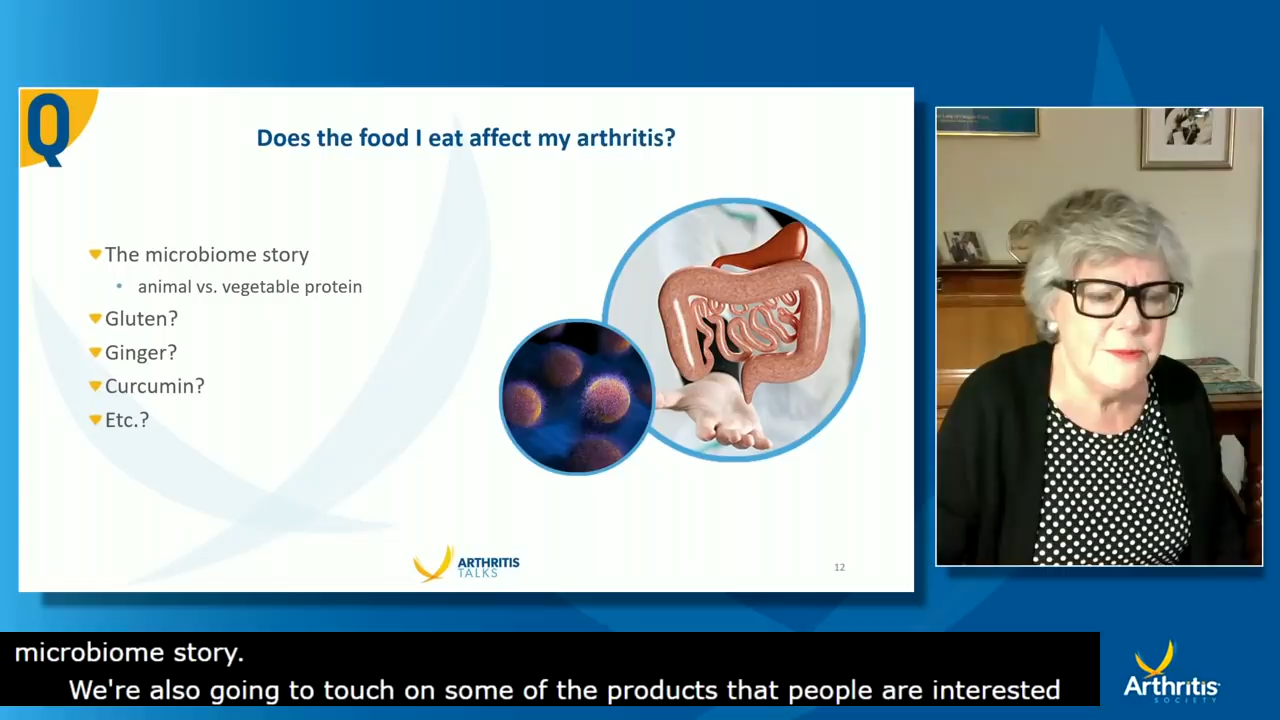 Q
Does the food I eat affect my arthritis?
The microbiome story
animal vs. vegetable protein
Gluten?
Ginger?
Curcumin?
Etc.?
ARTHRITIS
TALKS
12
microbiome story.
We're also going to touch on some of the products that people are interested
Arthritis
SOCIETY